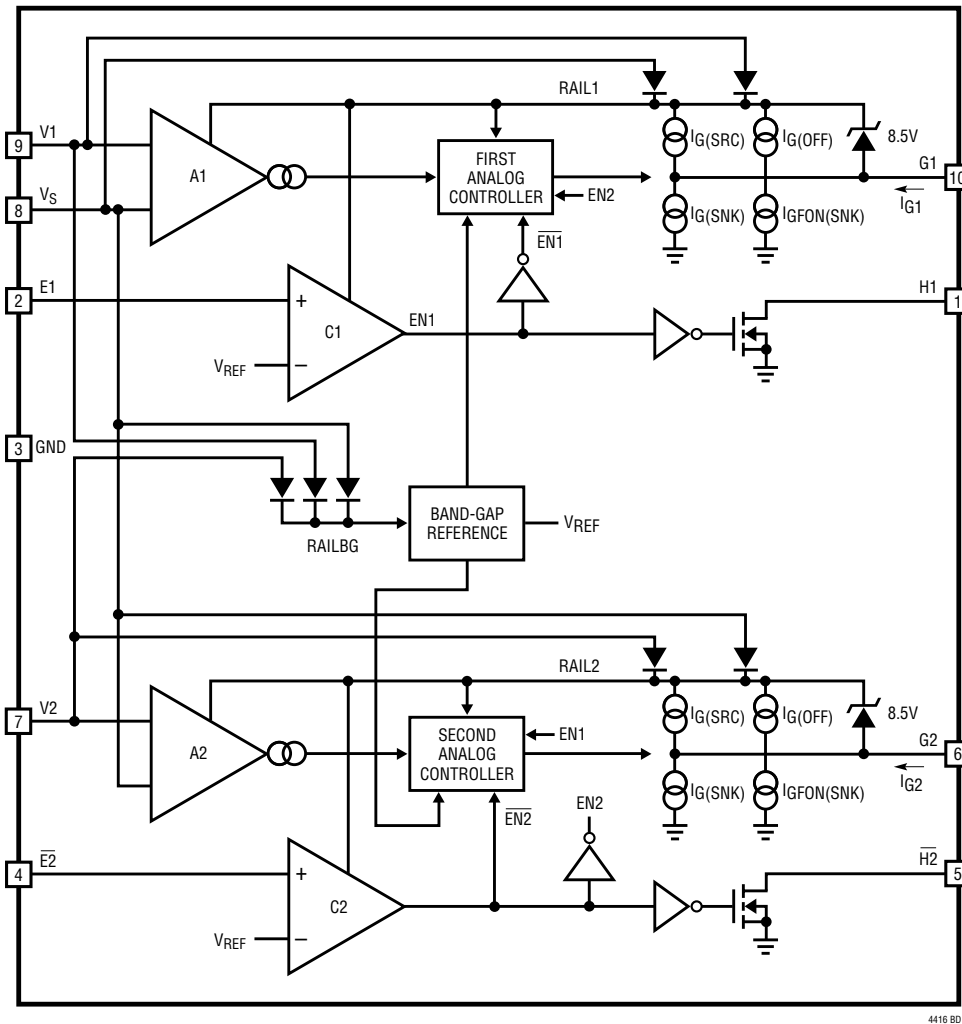 RAIL1
9
V1
8.5V
A1
FIRST
ANALOG
CONTROLLER
IG(SRC)
IG(OFF)
G1
10
8
VS
EN2
IG1
IG(SNK)
IGFON(SNK)
EN1
2
E1
H1
1
+
C1
EN1
VREF
−
3
GND
BAND-GAP
REFERENCE
VREF
RAILBG
RAIL2
7
V2
8.5V
A2
SECOND
ANALOG
CONTROLLER
EN1
IG(SRC)
IG(OFF)
G2
6
IG2
IG(SNK)
IGFON(SNK)
EN2
EN2
4
E2
H2
5
+
C2
VREF
−
4416 BD